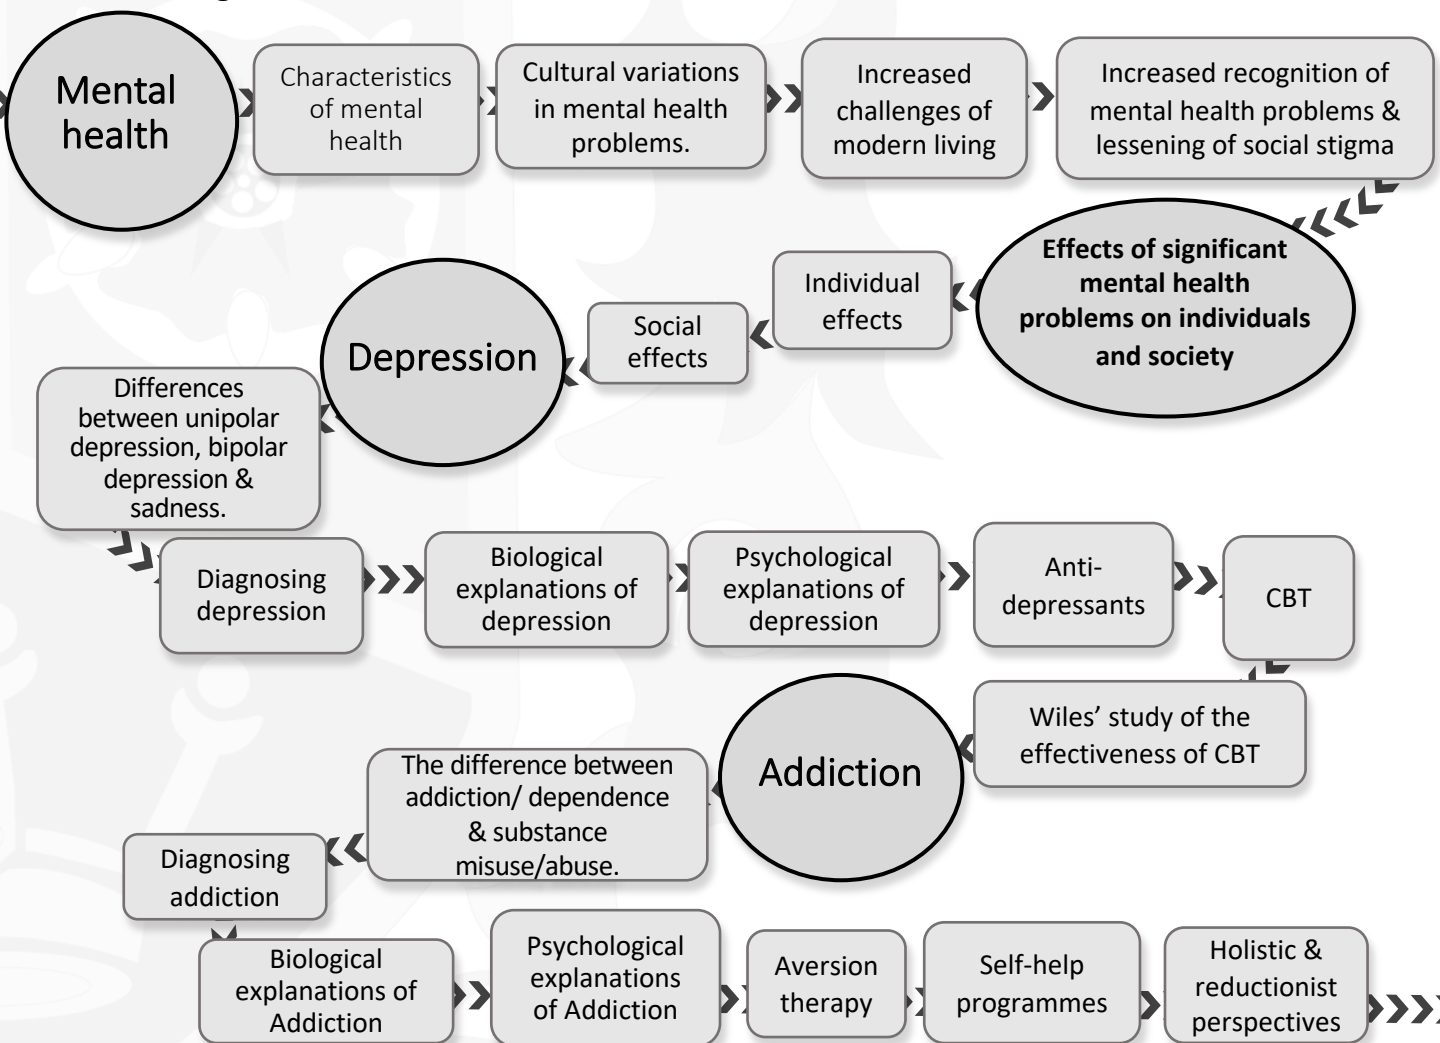 Mental
health
Characteristics
of mental
health
Cultural variations
in mental health
problems.
Increased
challenges of
modern living
Increased recognition of
mental health problems &
lessening of social stigma
Effects of significant
mental health
problems on individuals
and society
Individual
effects
Social
effects
Depression
Differences
between unipolar
depression, bipolar
depression &
sadness.
Diagnosing
depression
Biological
explanations of
depression
Psychological
explanations of
depression
Anti-
depressants
CBT
Wiles’ study of the
effectiveness of CBT
Addiction
The difference between
addiction/ dependence
& substance
misuse/abuse.
Diagnosing
addiction
Biological
explanations of
Addiction
Psychological
explanations
of Addiction
Aversion
therapy
Self-help
programmes
Holistic &
reductionist
perspectives